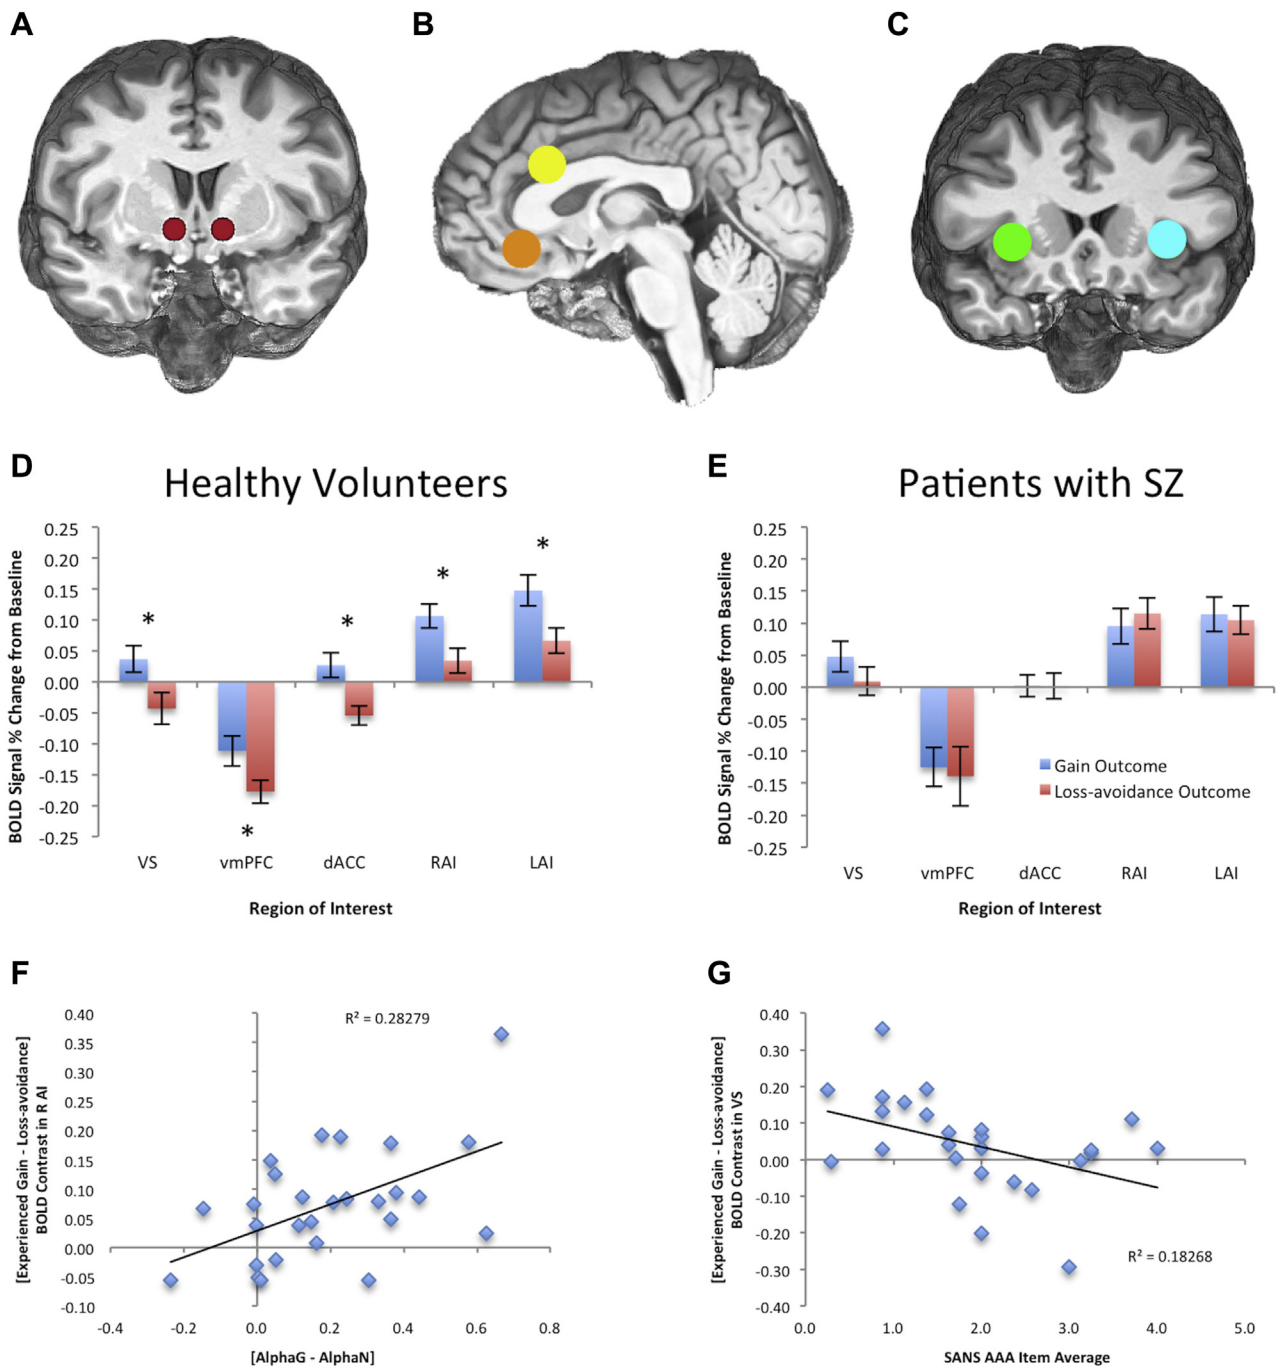 A
B
C
D
Healthy Volunteers
BOLD Signal % Change from Baseline
0.25
0.20
0.15
0.10
0.05
0.00
-0.05
-0.10
-0.15
-0.20
-0.25
*
*
*
*
*
VS
vmPFC
dACC
RAI
LAI
Region of Interest
E
Patients with SZ
BOLD Signal % Change from Baseline
0.25
0.20
0.15
0.10
0.05
0.00
-0.05
-0.10
-0.15
-0.20
-0.25
Gain Outcome
Loss-avoidance Outcome
VS
vmPFC
dACC
RAI
LAI
Region of Interest
F
[Experienced Gain - Loss-avoidance]
BOLD Contrast in R AI
0.40
0.35
0.30
0.25
0.20
0.15
0.10
0.05
0.00
-0.05
-0.10
R² = 0.28279
-0.4
-0.2
0.0
0.2
0.4
0.6
0.8
[AlphaG - AlphaN]
G
[Experienced Gain - Loss-avoidance]
BOLD Contrast in VS
0.40
0.30
0.20
0.10
0.00
-0.10
-0.20
-0.30
-0.40
R² = 0.18268
0.0
1.0
2.0
3.0
4.0
5.0
SANS AAA Item Average